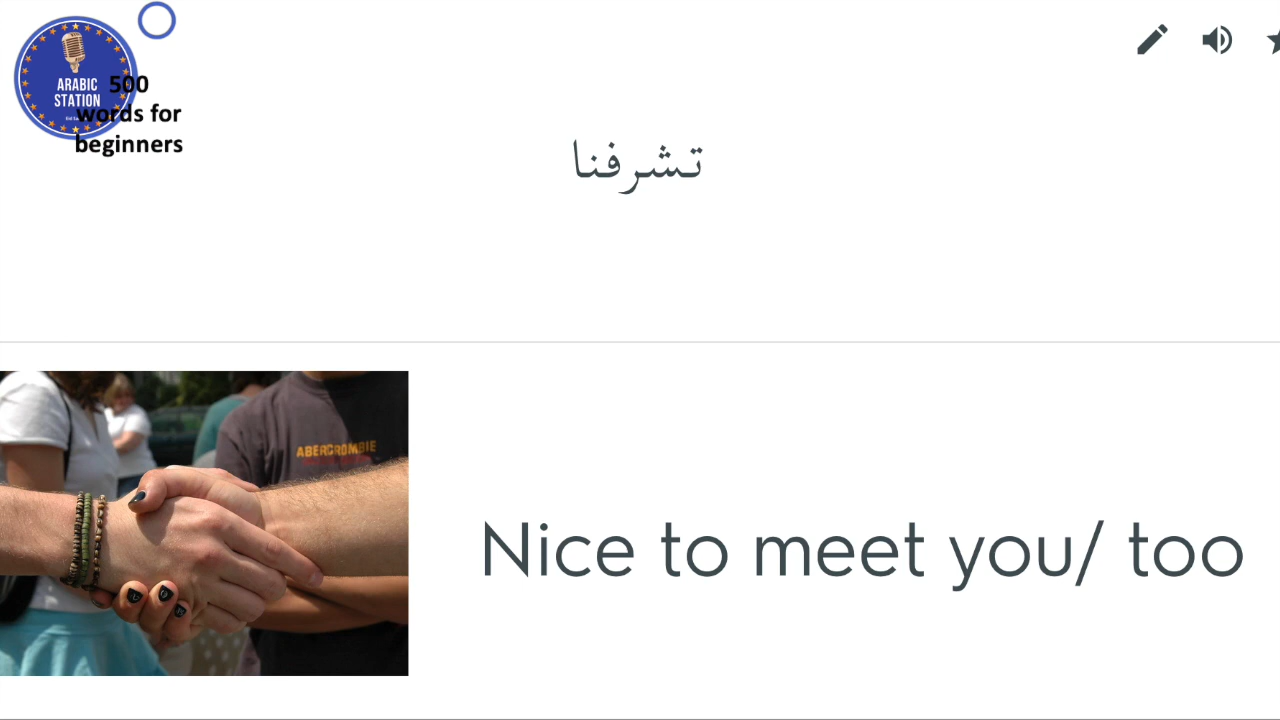 ARABIC
STATION
500
words for
beginners
تشرفنا
ABERCROMBIE
Nice to meet you/ too